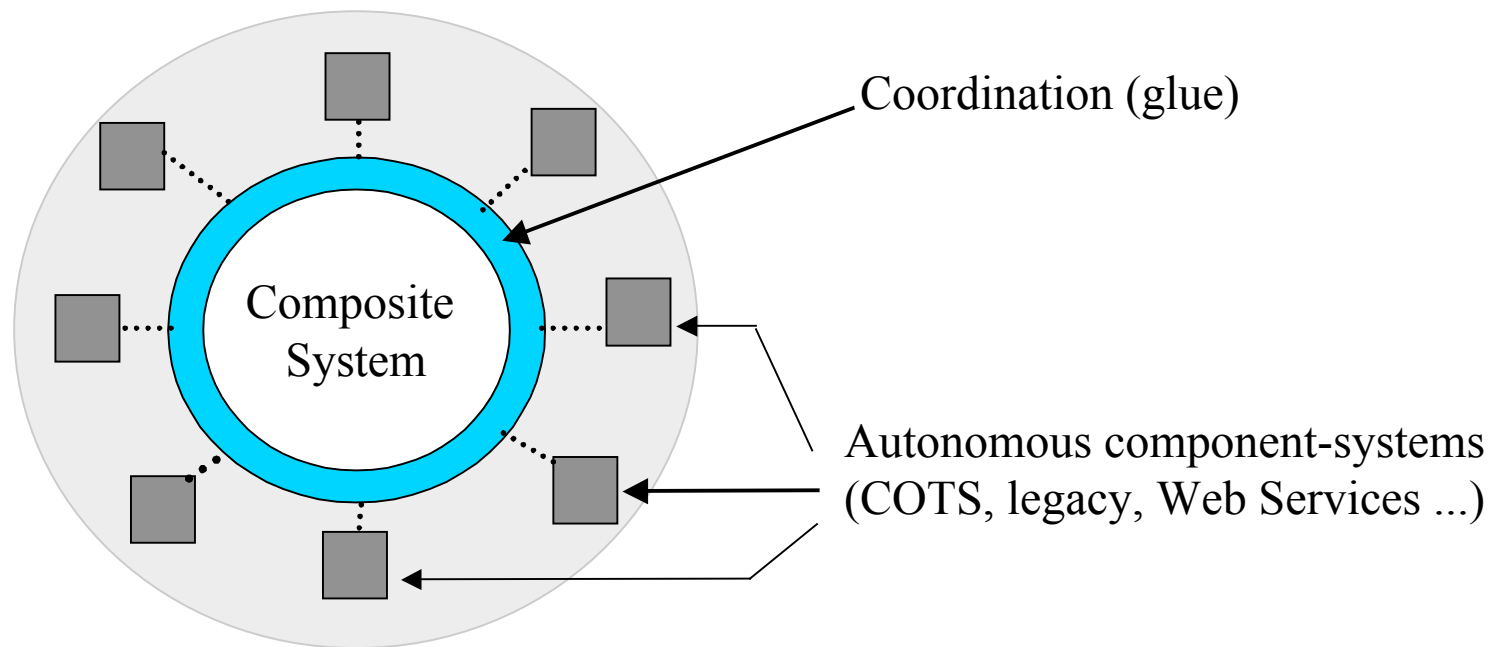 Coordination (glue)
Composite
System
Autonomous component-systems
(COTS, legacy, Web Services ...)